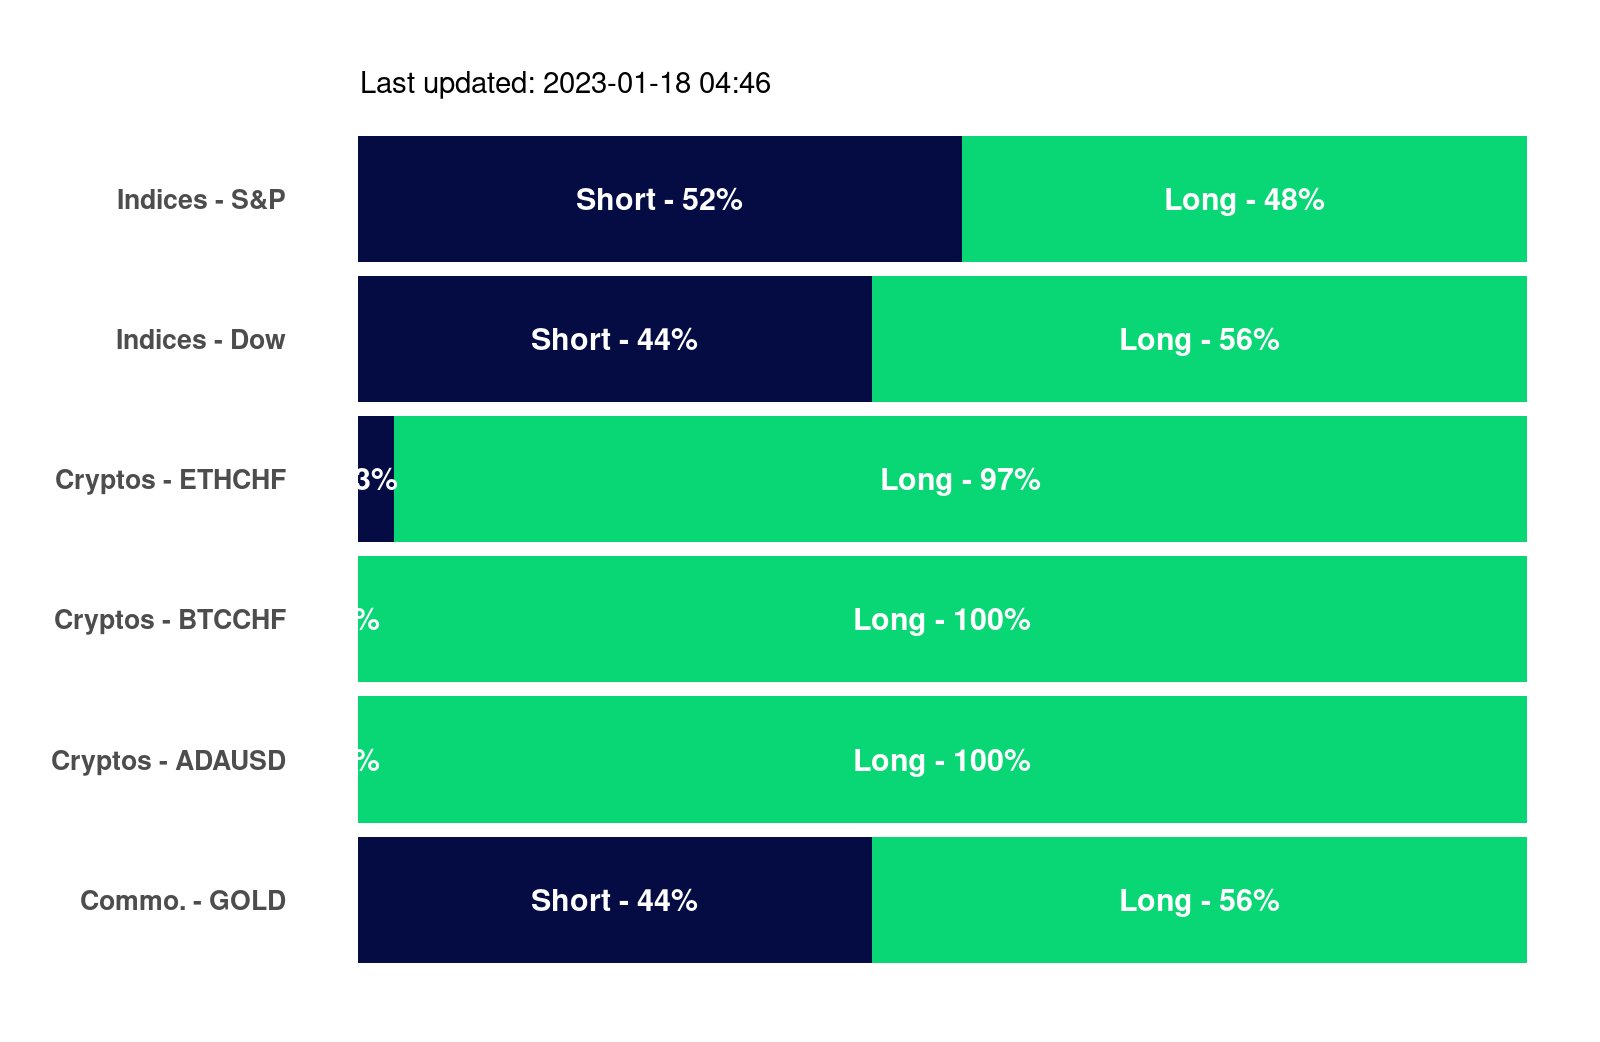 Last updated: 2023-01-18 04:46
Indices - S&P Short - 52% Long - 48%
Indices - Dow Short - 44% Long - 56%
Cryptos - ETHCHF 3% Long - 97%
Cryptos - BTCCHF % Long - 100%
Cryptos - ADAUSD % Long - 100%
Commo. - GOLD Short - 44% Long - 56%